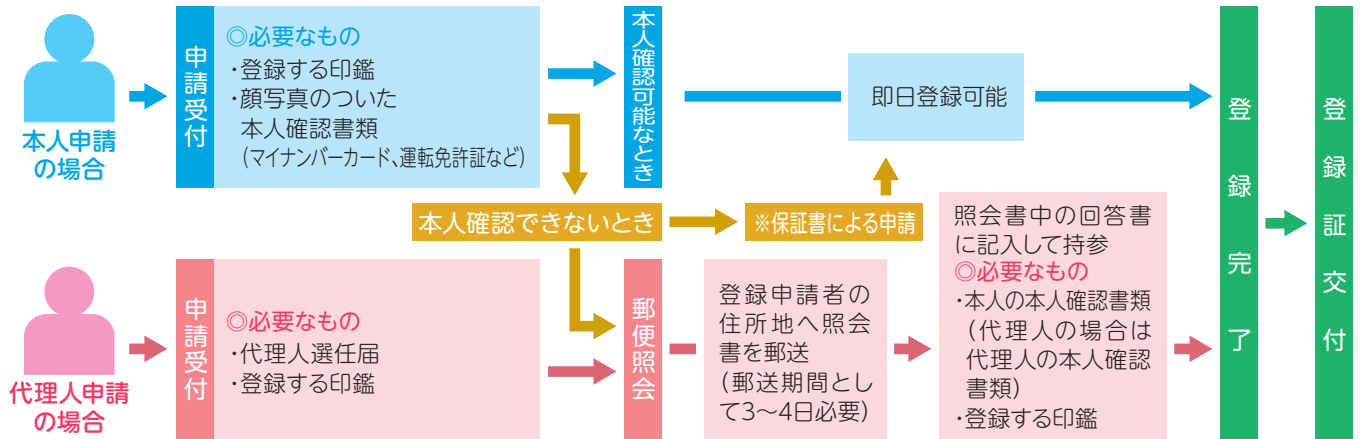 本人申請
の場合
申請受付
◎必要なもの
・登録する印鑑
・顔写真のついた
本人確認書類
（マイナンバーカード、運転免許証など）
本人確認可能なとき
即日登録可能
本人確認できないとき
※保証書による申請
代理人申請
の場合
申請受付
◎必要なもの
・代理人選任届
・登録する印鑑
郵便照会
登録申請者の
住所地へ照会
書を郵送
（郵送期間とし
て3〜4日必要）
照会書中の回答書
に記入して持参
◎必要なもの
・本人の本人確認書類
（代理人の場合は
代理人の本人確認
書類）
・登録する印鑑
登録完了
登録証交付